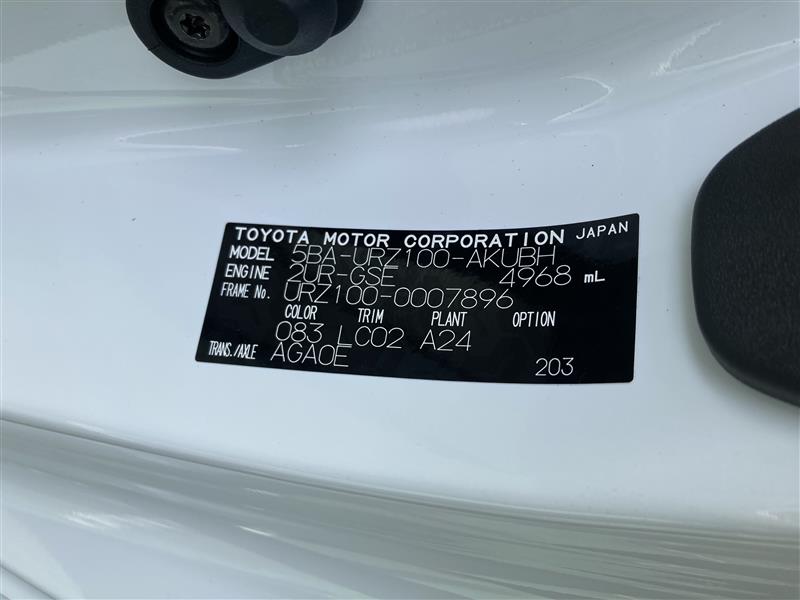 TOYOTA MOTOR CORPORATION JAPAN
MODEL 5BA-URZ100-AKUBH
ENGINE 2UR-GSE 4968 mL
FRAME No. URZ100-0007896
COLOR TRIM PLANT OPTION
083 LC02 A24
TRANS./AXLE AGA0E 203